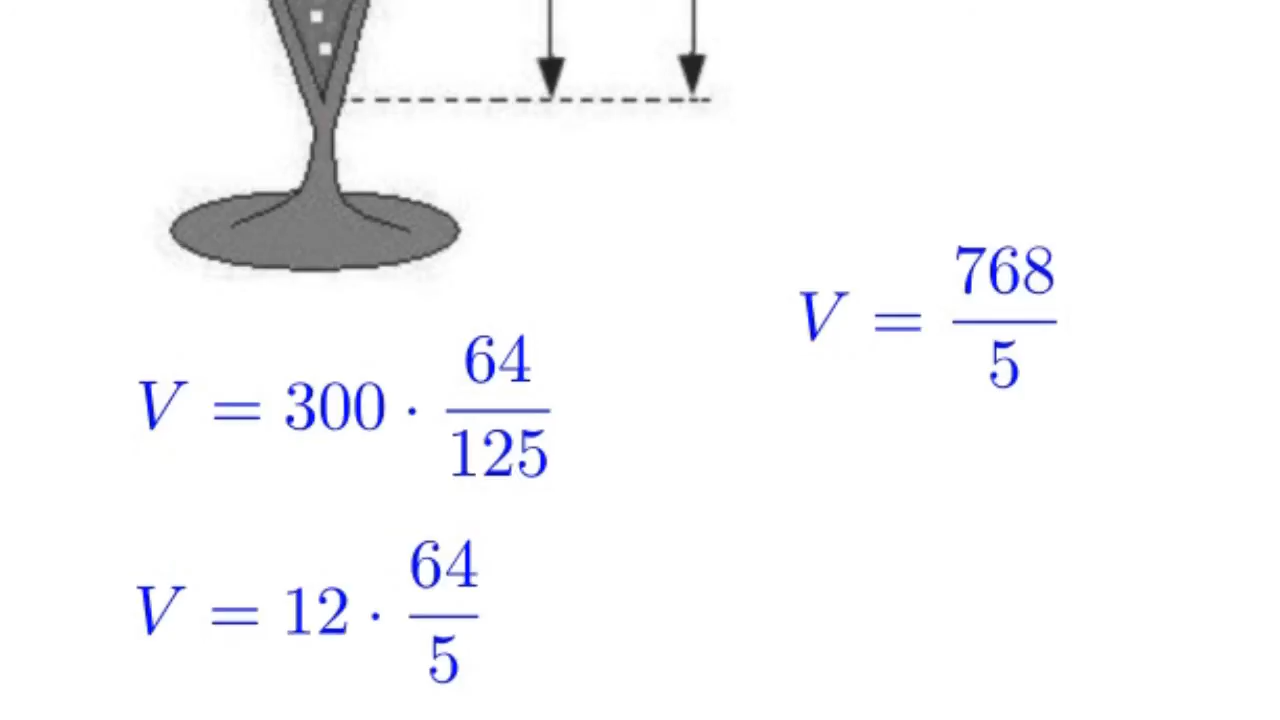 V = 300 · 64/125
V = 12 · 64/5
V = 768/5